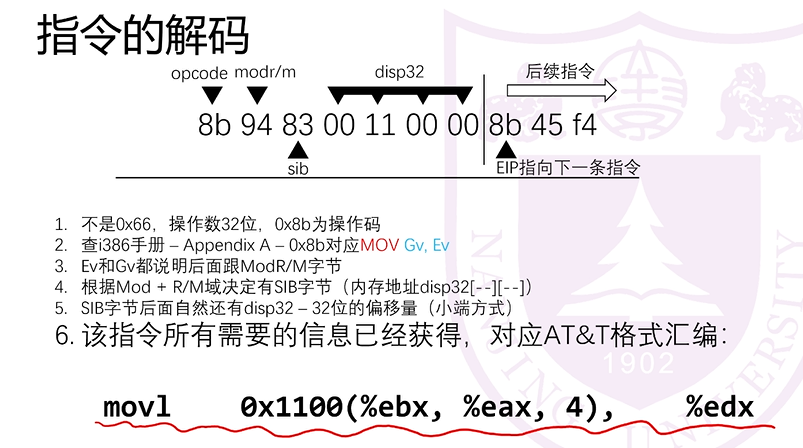 指令的解码
opcode modr/m disp32 后续指令
8b 94 83 00 11 00 00 8b 45 f4
sib EIP指向下一条指令
1. 不是0x66，操作数32位，0x8b为操作码
2. 查i386手册 – Appendix A – 0x8b对应MOV Gv, Ev
3. Ev和Gv都说明后面跟ModR/M字节
4. 根据Mod + R/M域决定有SIB字节（内存地址disp32[--][--]）
5. SIB字节后面自然还有disp32 – 32位的偏移量（小端方式）
6. 该指令所有需要的信息已经获得，对应AT&T格式汇编：
movl 0x1100(%ebx, %eax, 4), %edx
1902